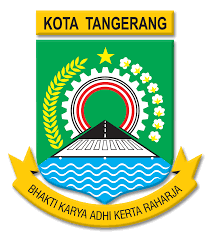 KOTA TANGERANG
BHAKTI KARYA ADHI KERTA RAHARJA